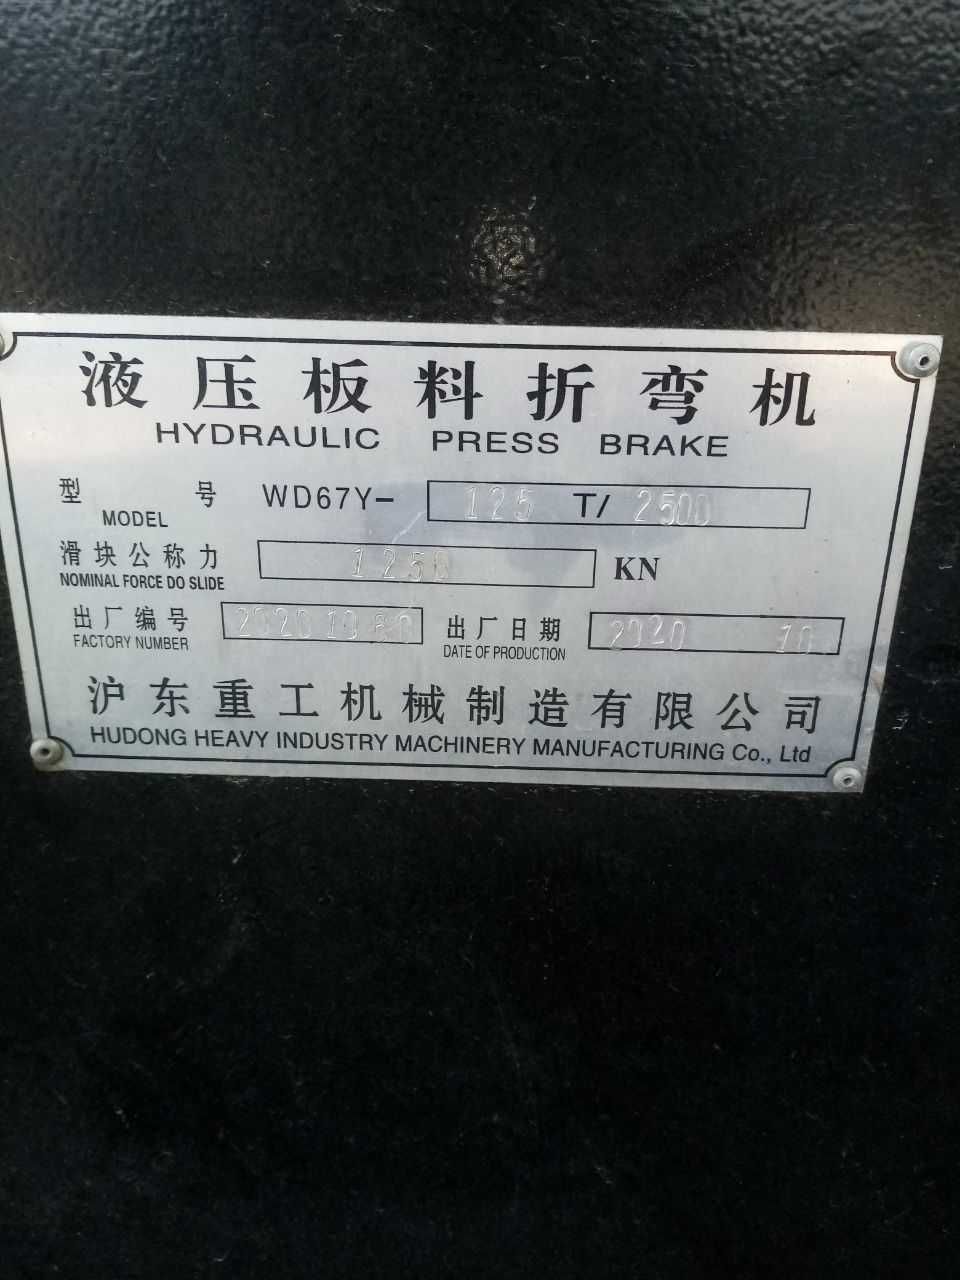 液压板料折弯机
HYDRAULIC PRESS BRAKE
型号 WD67Y- 125 T/ 2500
MODEL
滑块公称力 1250 KN
NOMINAL FORCE DO SLIDE
出厂编号 出厂日期 2020 10
FACTORY NUMBER DATE OF PRODUCTION
沪东重工机械制造有限公司
HUDONG HEAVY INDUSTRY MACHINERY MANUFACTURING Co., Ltd